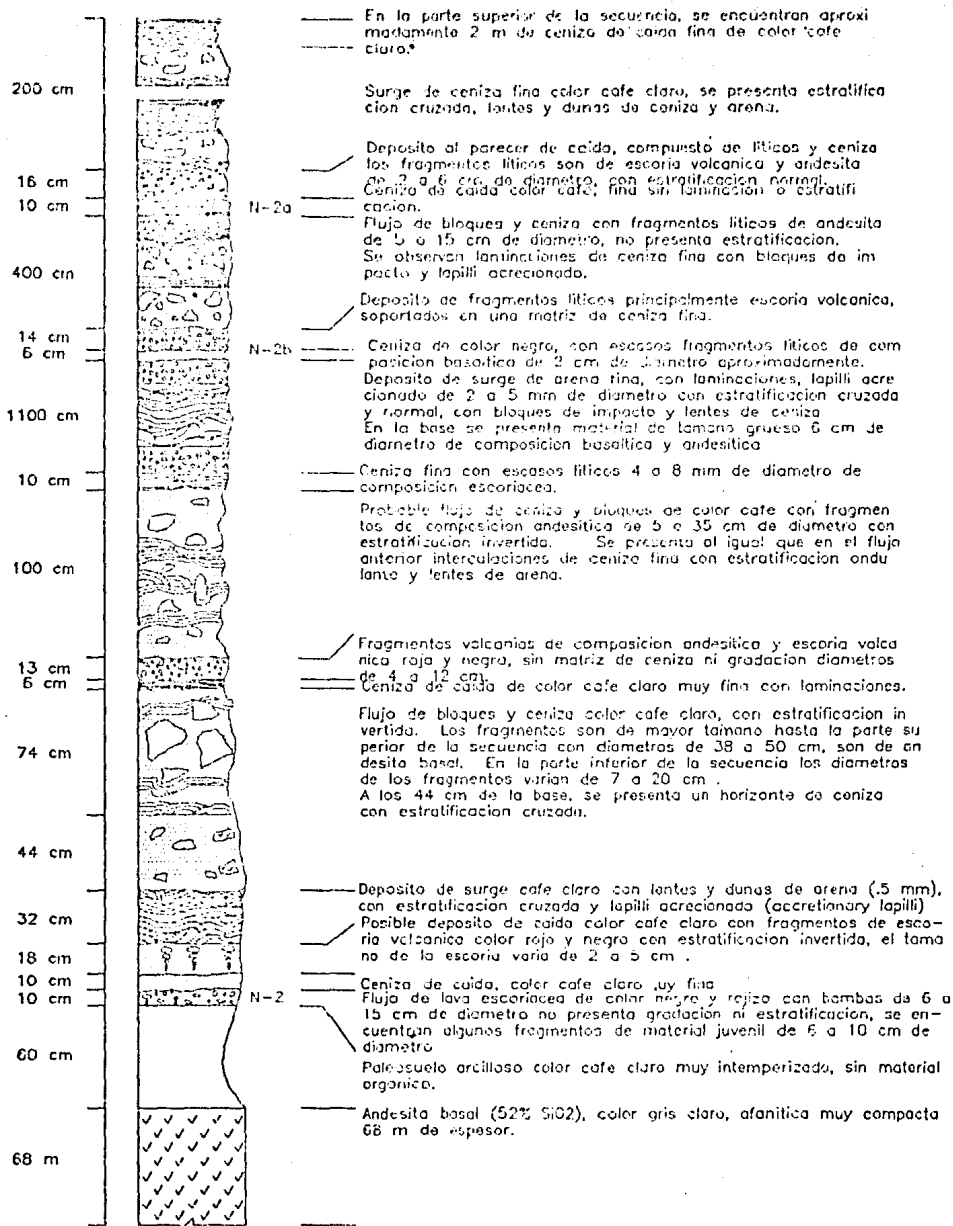 En la parte superior de la secuencia, se encuentran aproxi
madamente 2 m de ceniza de caida fina de color cafe
claro.*
200 cm
Surge de ceniza fina color cafe claro, se presenta estratifica
cion cruzada, lentes y dunas de ceniza y arena.
Deposito al parecer de caida, compuesto de liticos y ceniza
los fragmentos liticos son de escoria volcanica y andesita
de 2 a 6 cm de diametro, con estratificacion normal.
16 cm
Ceniza de caida color cafe, fina sin laminacion o estratifi
cacion.
10 cm
N-2a
Flujo de bloques y ceniza con fragmentos liticos de andesita
de 5 a 15 cm de diametro, no presenta estratificacion.
Se observan laminaciones de ceniza fina con bloques de im
pacto y lapilli acrecionado.
400 cm
Deposito de fragmentos liticos principalmente escoria volcanica,
soportados en una matriz de ceniza fina.
14 cm
6 cm
N-2b
Ceniza de color negro, con escasos fragmentos liticos de com
posicion basaltica de 2 cm de diametro aproximadamente.
Deposito de surge de arena fina, con laminaciones, lapilli acre
cionado de 2 a 5 mm de diametro con estratificacion cruzada
y normal, con bloques de impacto y lentes de ceniza
En la base se presenta material de tamano grueso 6 cm de
diametro de composicion basaltica y andesitica
1100 cm
10 cm
Ceniza fina con escasos liticos 4 a 8 mm de diametro de
composicion escoriacea.
Probable flujo de ceniza y bloques de color cafe con fragmen
tos de composicion andesitica de 5 a 35 cm de diametro con
estratificacion invertida. Se presenta al igual que en el flujo
anterior interculaciones de ceniza fina con estratificacion ondu
lante y lentes de arena.
100 cm
Fragmentos volcanias de composicion andesitica y escoria volca
nica roja y negra, sin matriz de ceniza ni gradacion diametros
de 4 a 12 cm.
13 cm
6 cm
Ceniza de caida de color cafe claro muy fina con laminaciones.
Flujo de bloques y ceniza color cafe claro, con estratificacion in
vertida. Los fragmentos son de mayor tamano hasta la parte su
perior de la secuencia con diametros de 38 a 50 cm, son de an
desita basal. En la parte inferior de la secuencia los diametros
de los fragmentos varian de 7 a 20 cm .
A los 44 cm de la base, se presenta un horizonte de ceniza
con estratificacion cruzada.
74 cm
44 cm
Deposito de surge cafe claro con lentes y dunas de arena (.5 mm),
con estratificacion cruzada y lapilli acrecionado (accretionary lapilli)
32 cm
Posible deposito de caida color cafe claro con fragmentos de esco-
ria volcanica color rojo y negro con estratificacion invertida, el tama
no de la escoria varia de 2 a 5 cm .
18 cm
10 cm
Ceniza de caida, color cafe claro uy fina
10 cm
N-2
Flujo de lava escoriacea de color negro y rojizo con bombas de 6 a
15 cm de diametro no presenta gradacion ni estratificacion, se en-
cuentran algunos fragmentos de material juvenil de 6 a 10 cm de
diametro
60 cm
Paleosuelo arcilloso color cafe claro muy intemperizado, sin material
organico.
Andesita basal (52% SiO2), color gris claro, afanitica muy compacta
68 m de espesor.
68 m